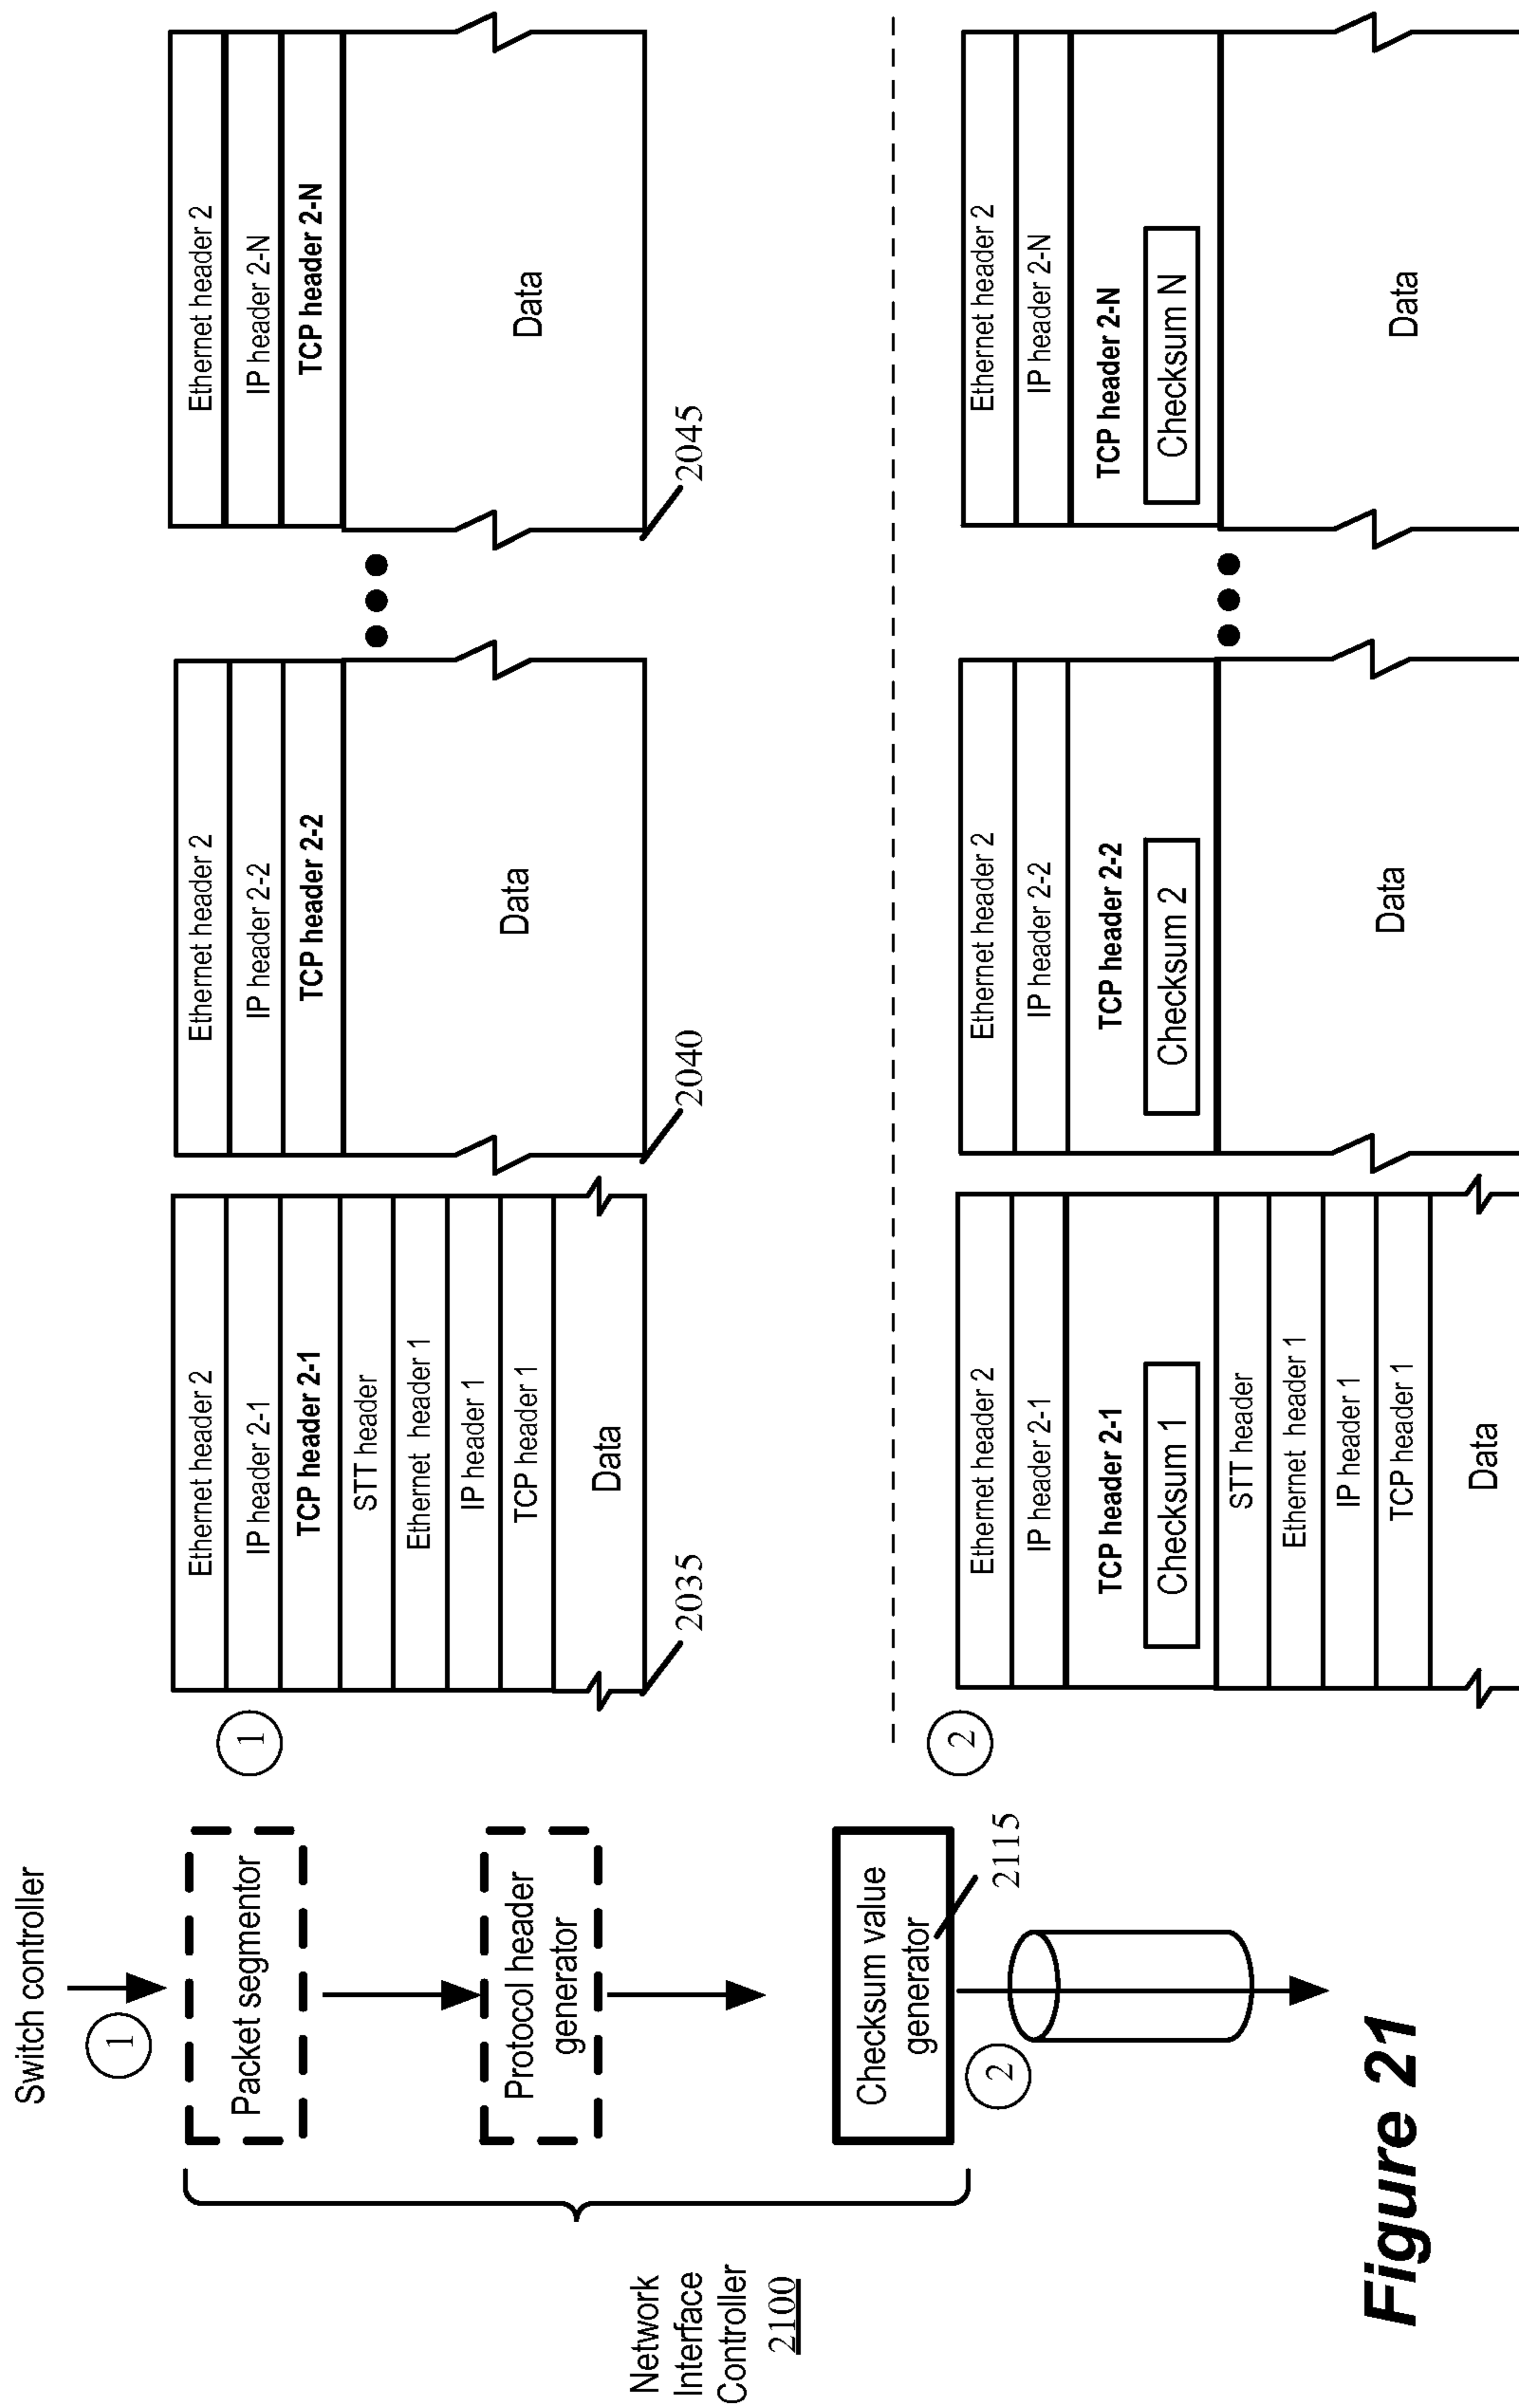 Switch controller
1
Packet segmentor
Protocol header
generator
Checksum value
generator
2115
2
Network
Interface
Controller
2100
1
Ethernet header 2
IP header 2-1
TCP header 2-1
STT header
Ethernet header 1
IP header 1
TCP header 1
Data
2035
Ethernet header 2
IP header 2-2
TCP header 2-2
Data
2040
Ethernet header 2
IP header 2-N
TCP header 2-N
Data
2045
2
Ethernet header 2
IP header 2-1
TCP header 2-1
Checksum 1
STT header
Ethernet header 1
IP header 1
TCP header 1
Data
Ethernet header 2
IP header 2-2
TCP header 2-2
Checksum 2
Data
Ethernet header 2
IP header 2-N
TCP header 2-N
Checksum N
Data
Figure 21